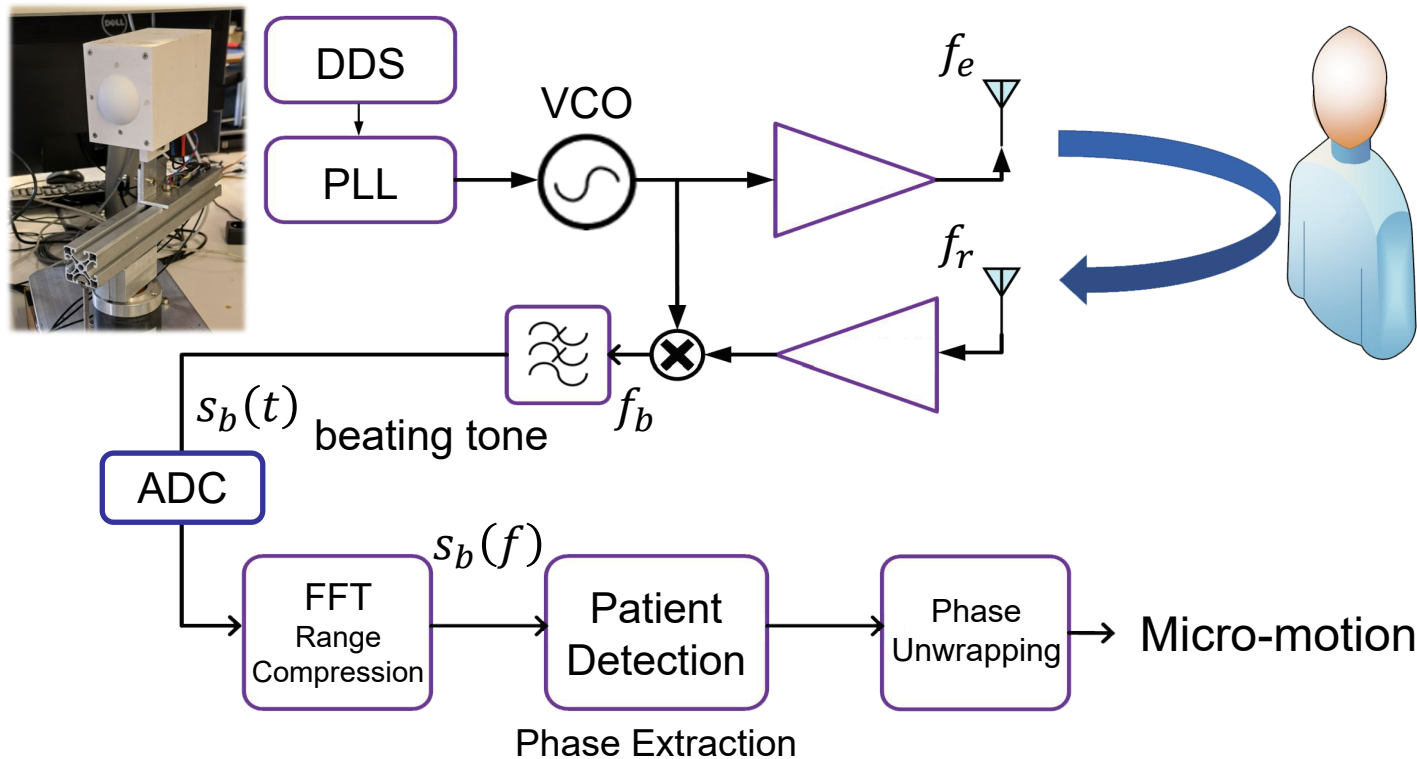 DELL
DDS
VCO
PLL
f_e
f_r
f_b
s_b(t)
beating tone
ADC
s_b(f)
FFT
Range
Compression
Patient
Detection
Phase
Unwrapping
Micro-motion
Phase Extraction